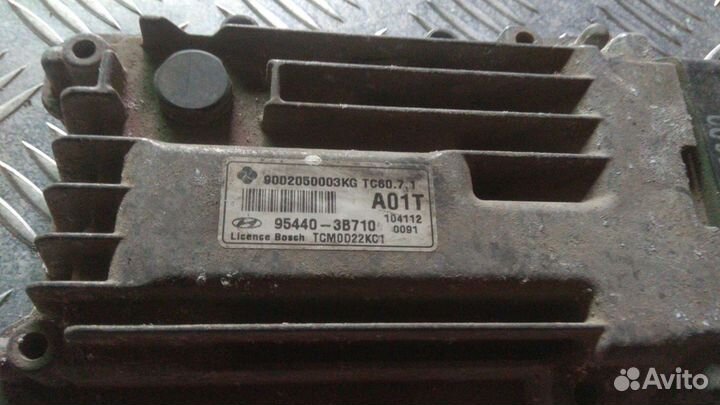 9002050003KG TC60.7.1
A01T
104112
95440-3B710 0091
Licence Bosch TCM0D22KC1
Avito